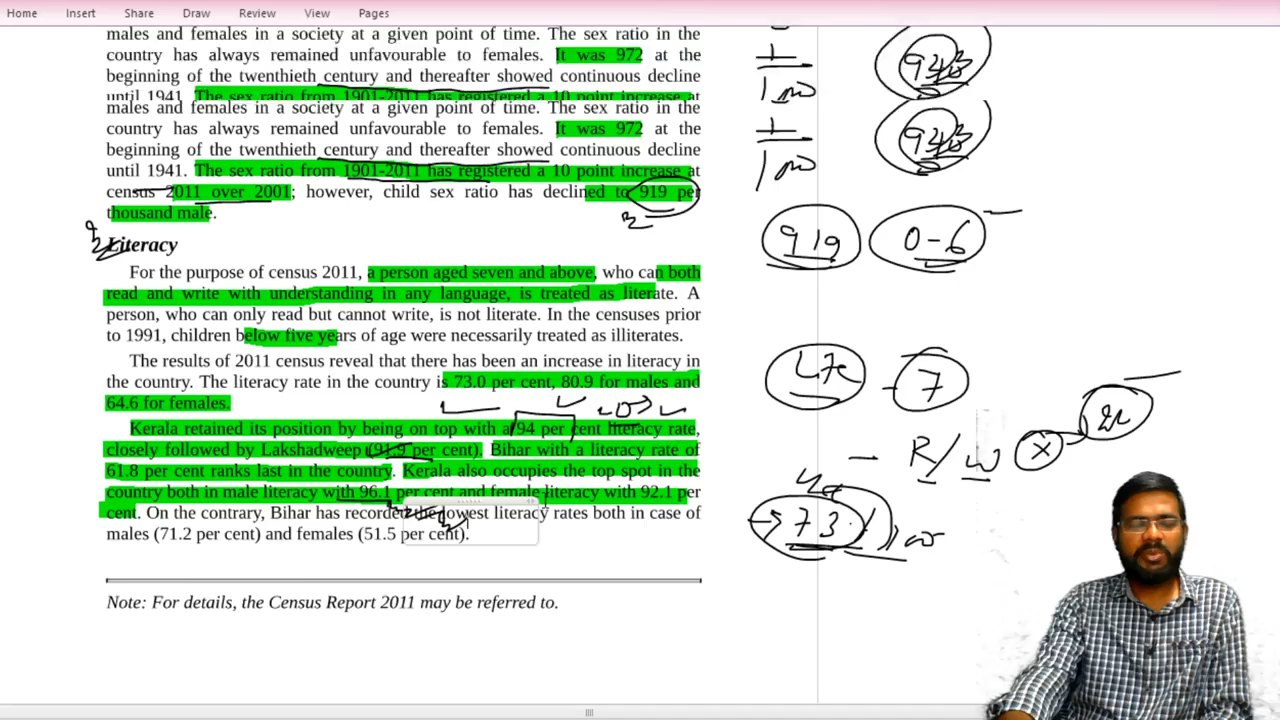 Home Insert Share Draw Review View Pages
males and females in a society at a given point of time. The sex ratio in the
country has always remained unfavourable to females. It was 972 at the
beginning of the twentieth century and thereafter showed continuous decline
until 1941. The sex ratio from 1901-2011 has registered a 10 point increase at
males and females in a society at a given point of time. The sex ratio in the
country has always remained unfavourable to females. It was 972 at the
beginning of the twentieth century and thereafter showed continuous decline
until 1941. The sex ratio from 1901-2011 has registered a 10 point increase at
census 2011 over 2001; however, child sex ratio has declined to 919 per
thousand male.
Literacy
For the purpose of census 2011, a person aged seven and above, who can both
read and write with understanding in any language, is treated as literate. A
person, who can only read but cannot write, is not literate. In the censuses prior
to 1991, children below five years of age were necessarily treated as illiterates.
The results of 2011 census reveal that there has been an increase in literacy in
the country. The literacy rate in the country is 73.0 per cent, 80.9 for males and
64.6 for females.
Kerala retained its position by being on top with a 94 per cent literacy rate,
closely followed by Lakshadweep (91.9 per cent). Bihar with a literacy rate of
61.8 per cent ranks last in the country. Kerala also occupies the top spot in the
country both in male literacy with 96.1 per cent and female literacy with 92.1 per
cent. On the contrary, Bihar has recorded the lowest literacy rates both in case of
males (71.2 per cent) and females (51.5 per cent).
Note: For details, the Census Report 2011 may be referred to.
943
943
919 0-6
7
R/W X
73